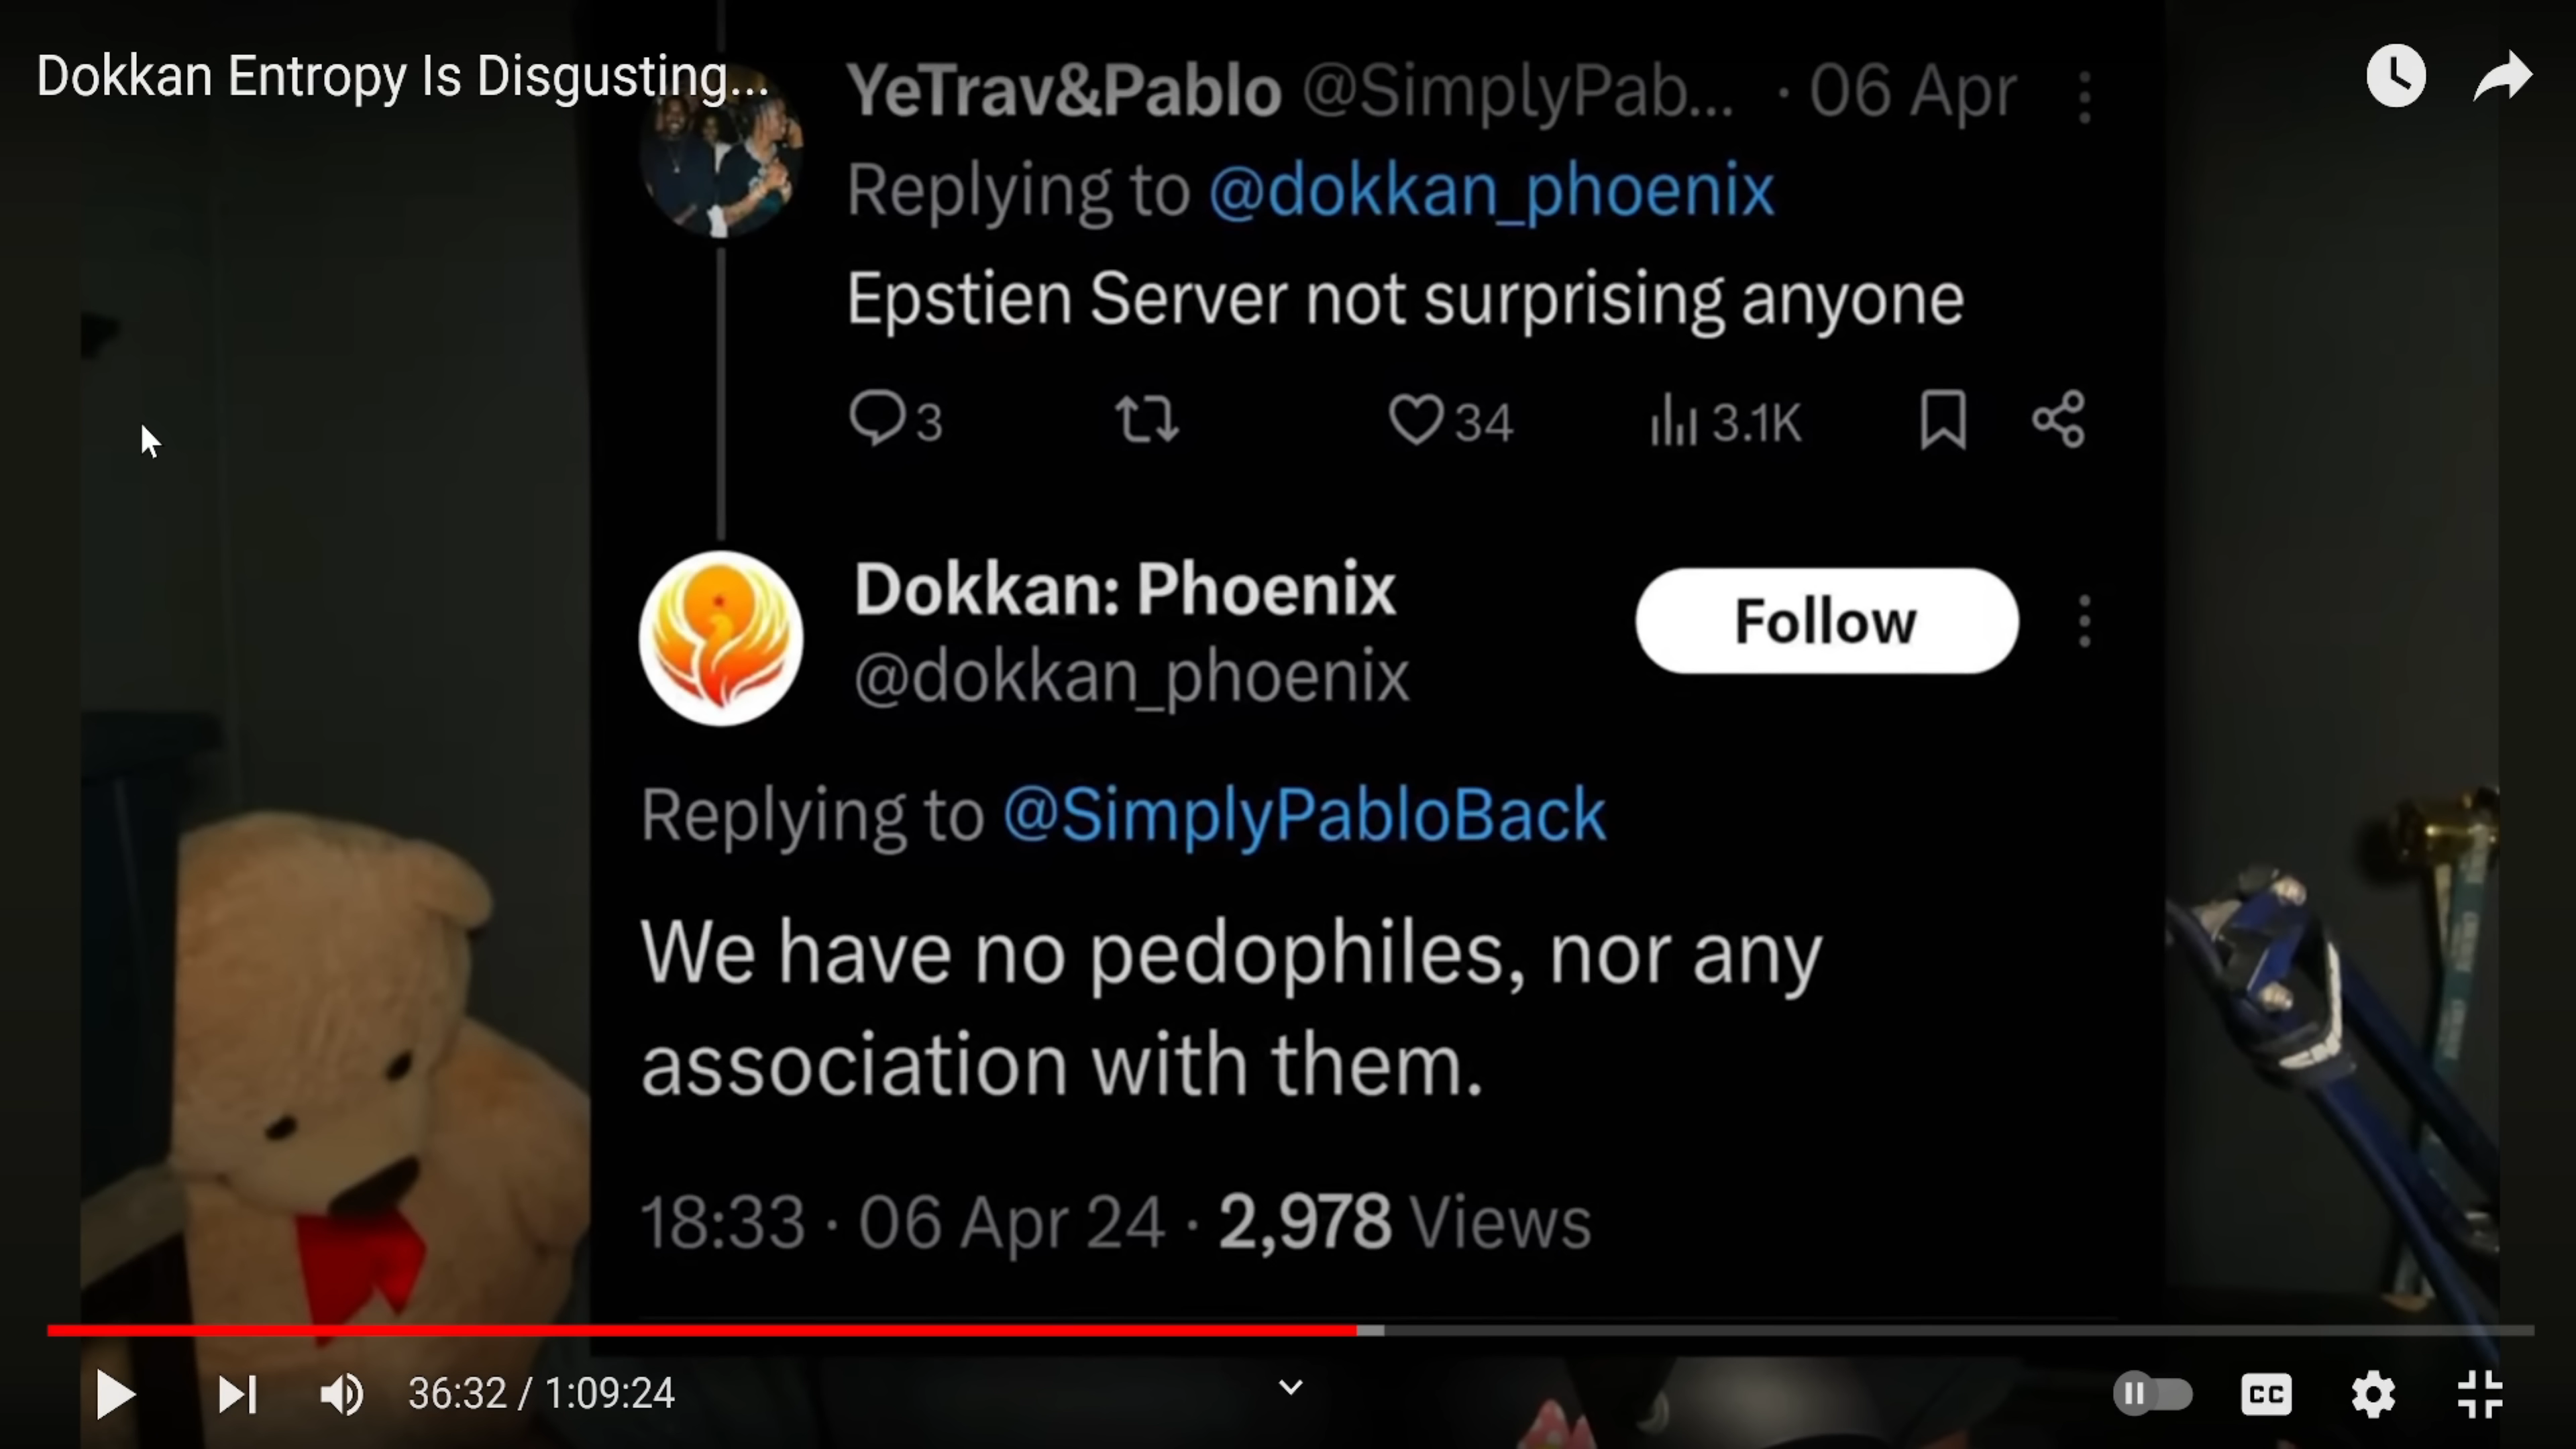 Dokkan Entropy Is Disgusting...
YeTrav&Pablo @SimplyPab... · 06 Apr
Replying to @dokkan_phoenix
Epstien Server not surprising anyone
3 34 3.1K
Dokkan: Phoenix
Follow
@dokkan_phoenix
Replying to @SimplyPabloBack
We have no pedophiles, nor any
association with them.
18:33 · 06 Apr 24 · 2,978 Views
36:32 / 1:09:24
CC